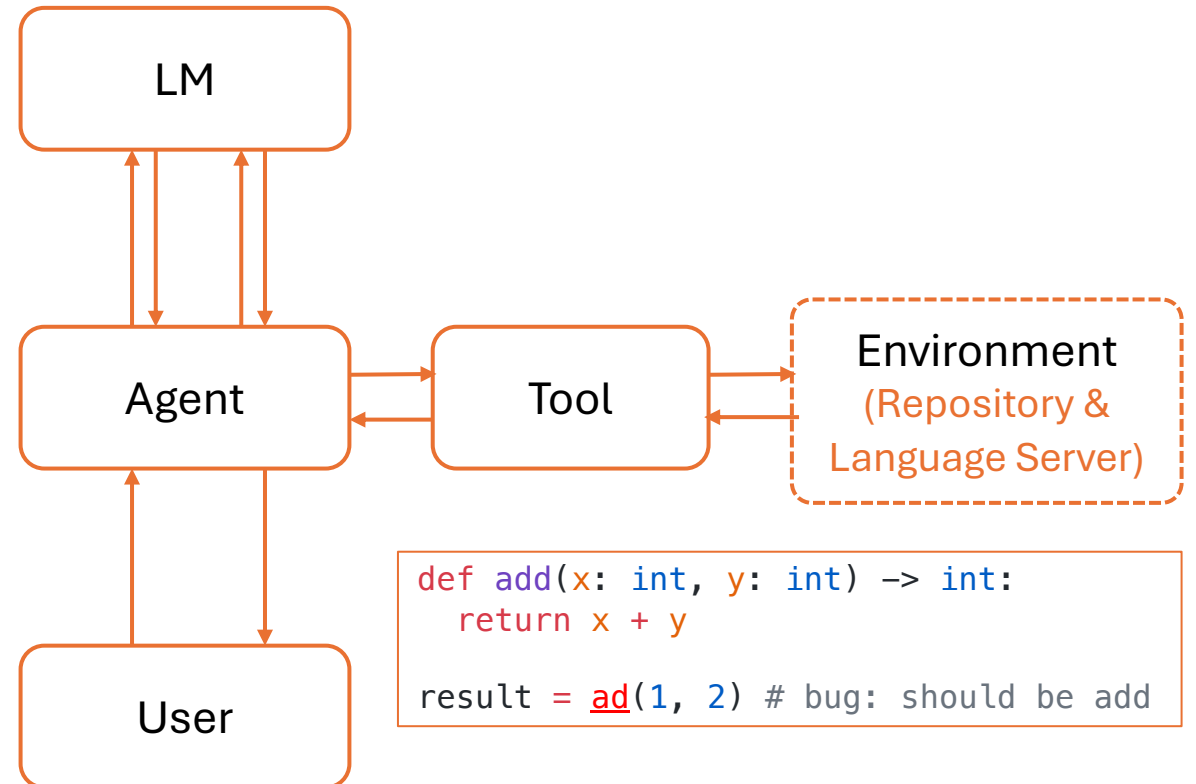 LM
Agent
Tool
Environment
(Repository &
Language Server)
def add(x: int, y: int) –> int:
  return x + y
result = ad(1, 2) # bug: should be add
User